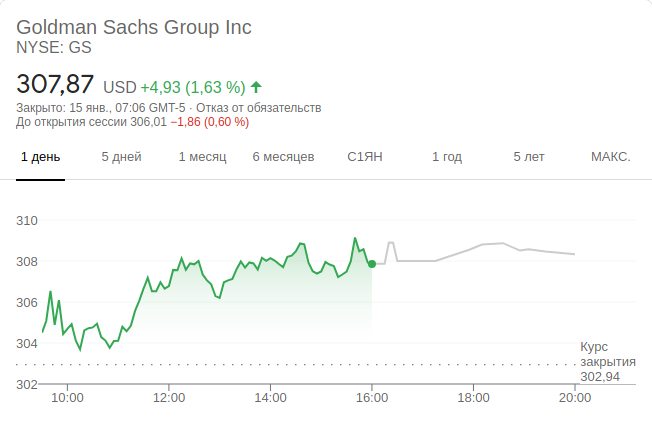 Goldman Sachs Group Inc
NYSE: GS
307,87 USD +4,93 (1,63 %)
Закрыто: 15 янв., 07:06 GMT-5 · Отказ от обязательств
До открытия сессии 306,01 −1,86 (0,60 %)
1 день 5 дней 1 месяц 6 месяцев С1ЯН 1 год 5 лет МАКС.
310
308
306
304
Курс
закрытия
302,94
302
10:00 12:00 14:00 16:00 18:00 20:00